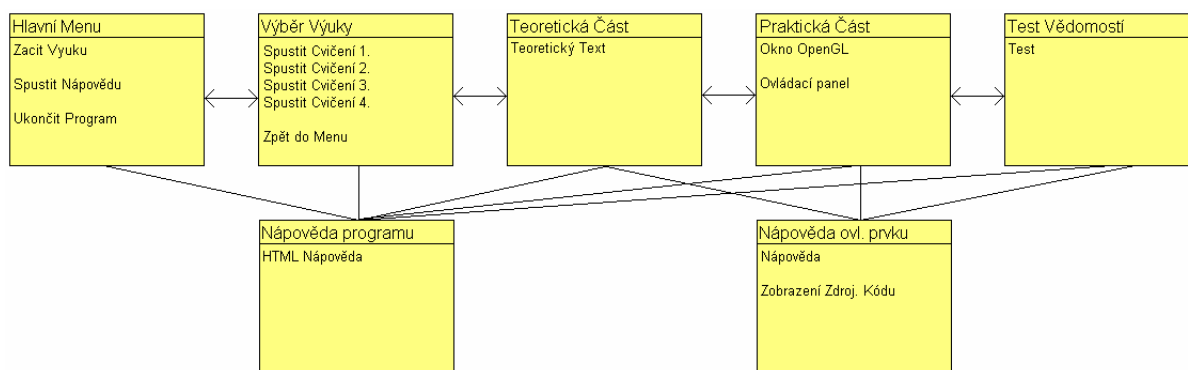 Hlavní Menu
Zacit Vyuku
Spustit Nápovědu
Ukončit Program
Výběr Výuky
Spustit Cvičení 1.
Spustit Cvičení 2.
Spustit Cvičení 3.
Spustit Cvičení 4.
Zpět do Menu
Teoretická Část
Teoretický Text
Praktická Část
Okno OpenGL
Ovládací panel
Test Vědomostí
Test
Nápověda programu
HTML Nápověda
Nápověda ovl. prvku
Nápověda
Zobrazení Zdroj. Kódu